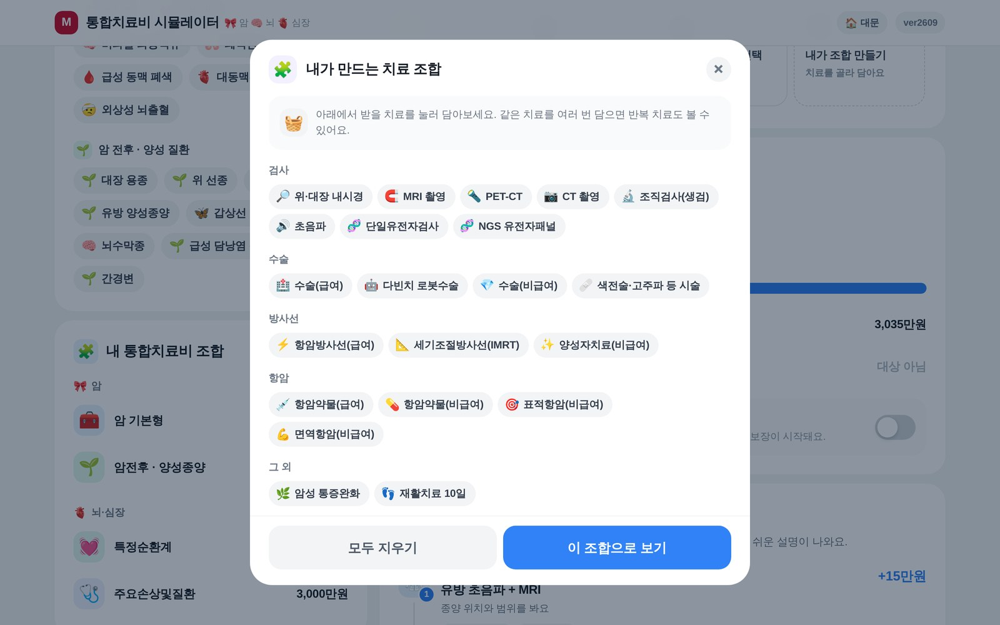 M 통합치료비 시뮬레이터 암 뇌 심장
대문
ver2609
급성 동맥 폐색
대동맥
외상성 뇌출혈
암 전후 · 양성 질환
대장 용종
위 선종
유방 양성종양
갑상선
뇌수막종
급성 담낭염
간경변
내 통합치료비 조합
암
암 기본형
암전후 · 양성종양
뇌·심장
특정순환계
주요손상및질환
3,000만원
내가 만드는 치료 조합
아래에서 받을 치료를 눌러 담아보세요. 같은 치료를 여러 번 담으면 반복 치료도 볼 수
있어요.
검사
위·대장 내시경
MRI 촬영
PET-CT
CT 촬영
조직검사(생검)
초음파
단일유전자검사
NGS 유전자패널
수술
수술(급여)
다빈치 로봇수술
수술(비급여)
색전술·고주파 등 시술
방사선
항암방사선(급여)
세기조절방사선(IMRT)
양성자치료(비급여)
항암
항암약물(급여)
항암약물(비급여)
표적항암(비급여)
면역항암(비급여)
그 외
암성 통증완화
재활치료 10일
모두 지우기
이 조합으로 보기
택
내가 조합 만들기
치료를 골라 담아요
3,035만원
대상 아님
보장이 시작돼요.
쉬운 설명이 나와요.
+15만원
1
유방 초음파 + MRI
종양 위치와 범위를 봐요